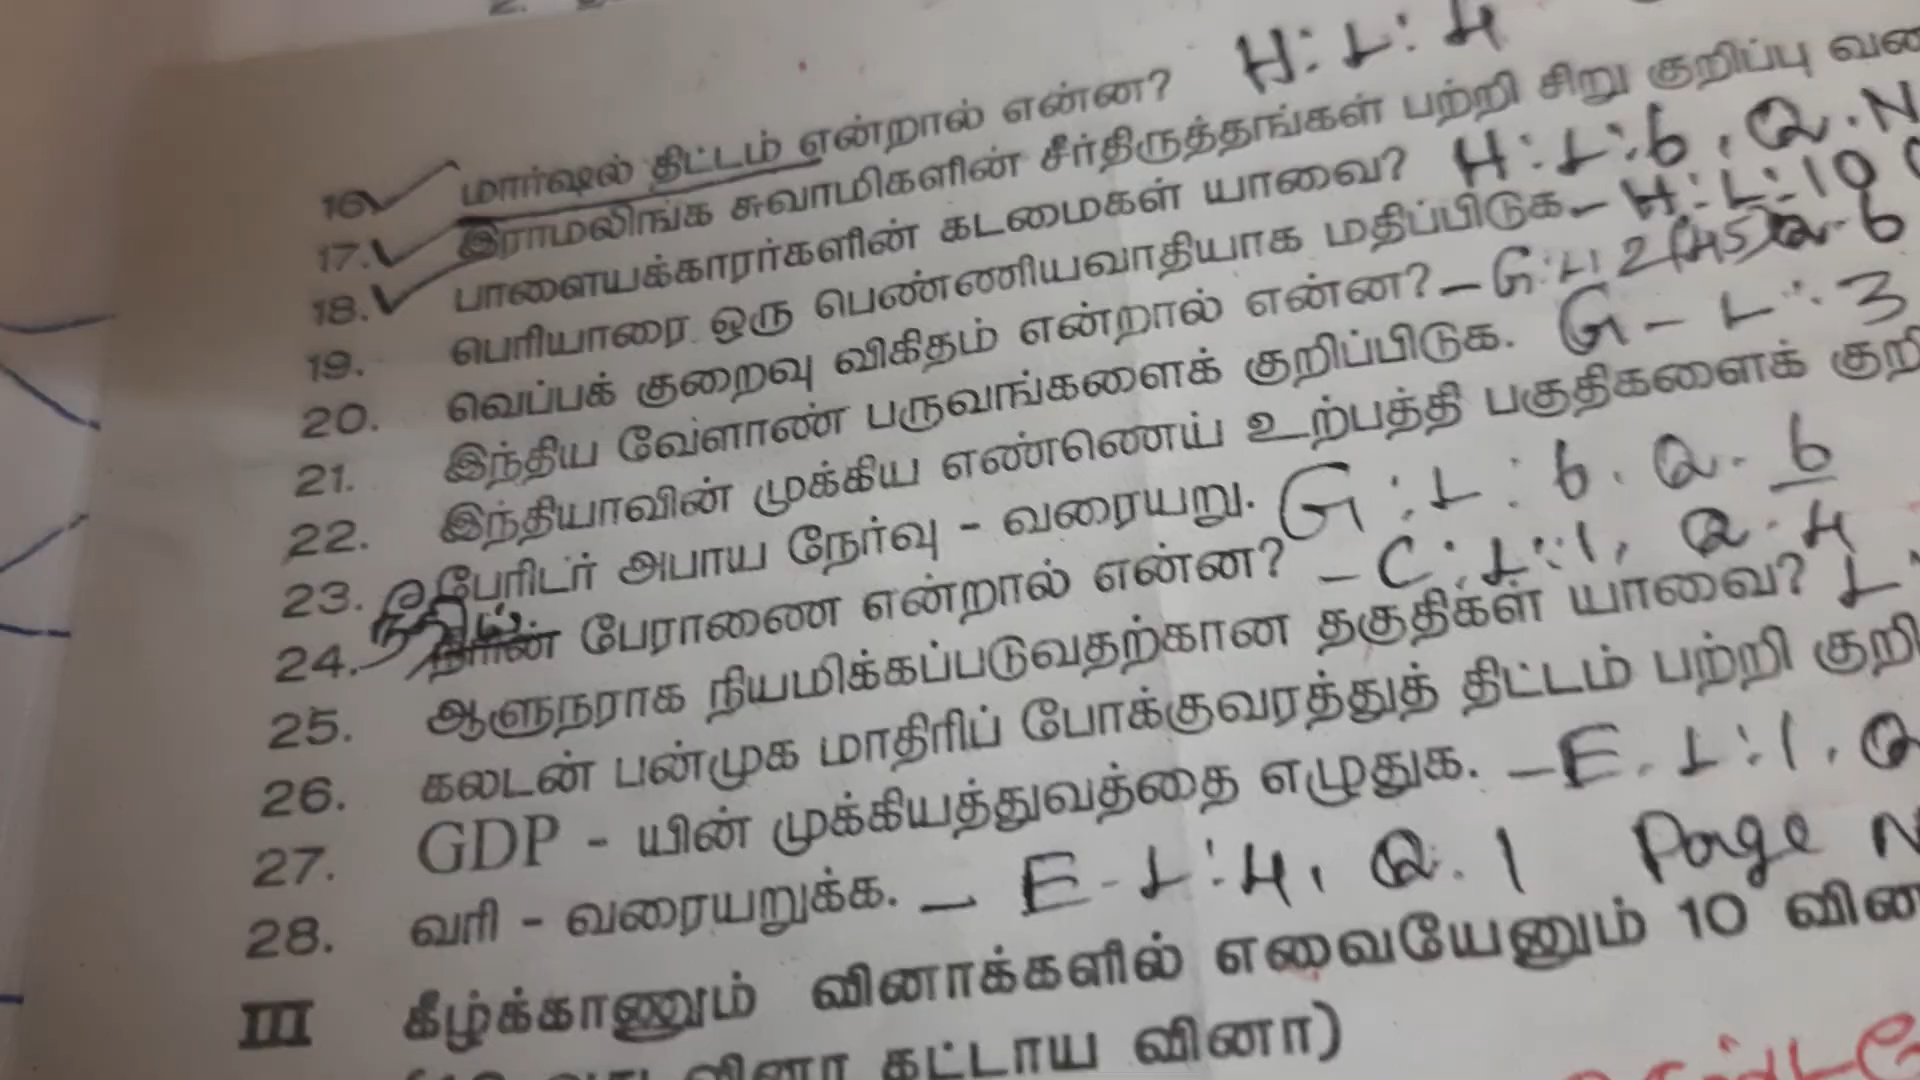 16. மார்ஷல் திட்டம் என்றால் என்ன? H:L:4
17. இராமலிங்க சுவாமிகளின் சீர்திருத்தங்கள் பற்றி சிறு குறிப்பு
18. பாளையக்காரர்களின் கடமைகள் யாவை? H:L:6, Q.N
19. பெரியாரை ஒரு பெண்ணியவாதியாக மதிப்பிடுக - H:L:10
20. வெப்பக் குறைவு விகிதம் என்றால் என்ன? - G:L:2(45)Q-6
21. இந்திய வேளாண் பருவங்களைக் குறிப்பிடுக. G-L:3
22. இந்தியாவின் முக்கிய எண்ணெய் உற்பத்தி பகுதிகளைக்
23. பேரிடர் அபாய நேர்வு - வரையறு. G:L:6. Q-6
24. நீதிப் பேராணை என்றால் என்ன? - C:L:1, Q.4
25. ஆளுநராக நியமிக்கப்படுவதற்கான தகுதிகள் யாவை? L
26. கலடன் பன்முக மாதிரிப் போக்குவரத்துத் திட்டம் பற்றி
27. GDP - யின் முக்கியத்துவத்தை எழுதுக. - E. L:1, Q
28. வரி - வரையறுக்க. - E-L:4, Q.1 Page N
III கீழ்க்காணும் வினாக்களில் எவையேனும் 10
வினா கட்டாய வினா)